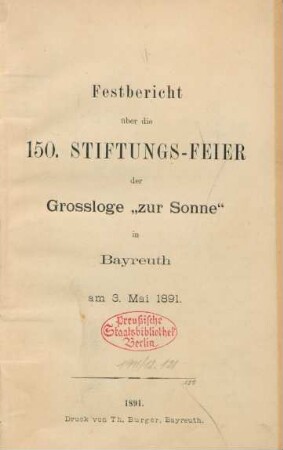 Festbericht
über die
150. STIFTUNGS-FEIER
der
Grossloge „zur Sonne“
in
Bayreuth
am 3. Mai 1891.
Preußische
Staatsbibliothek
Berlin.
1891.
Druck von Th. Burger, Bayreuth.